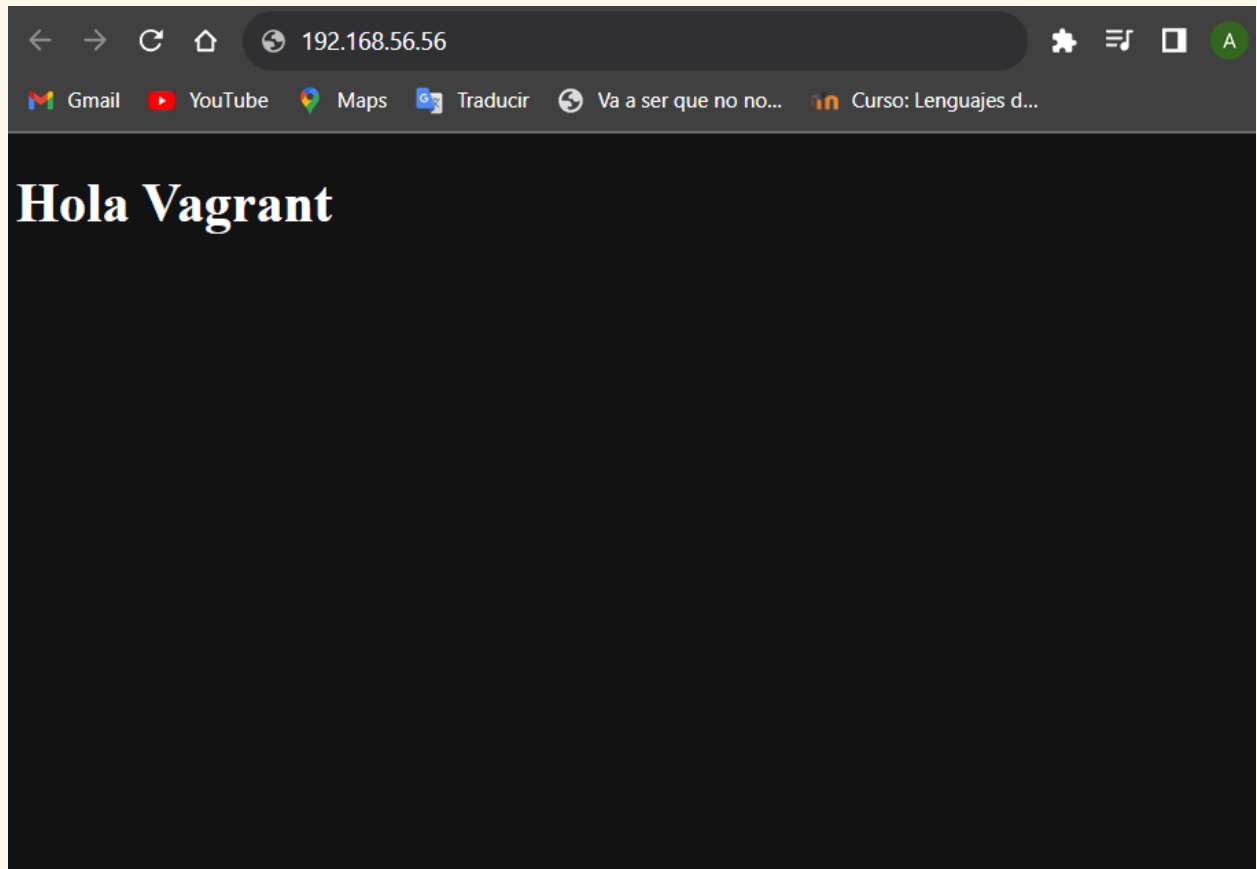 192.168.56.56
A
Gmail YouTube Maps Traducir Va a ser que no no... Curso: Lenguajes d...
Hola Vagrant